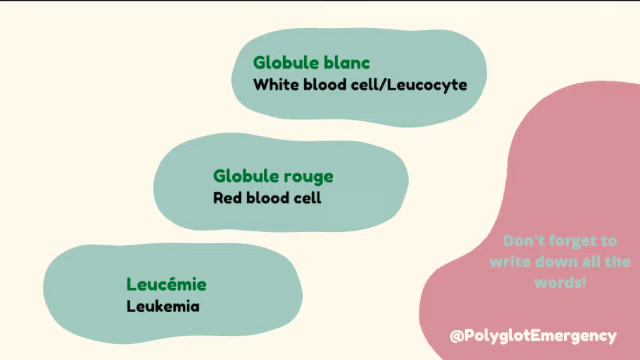 Globule blanc
White blood cell/Leucocyte
Globule rouge
Red blood cell
Leucémie
Leukemia
Don't forget to
write down all the
words!
@PolyglotEmergency